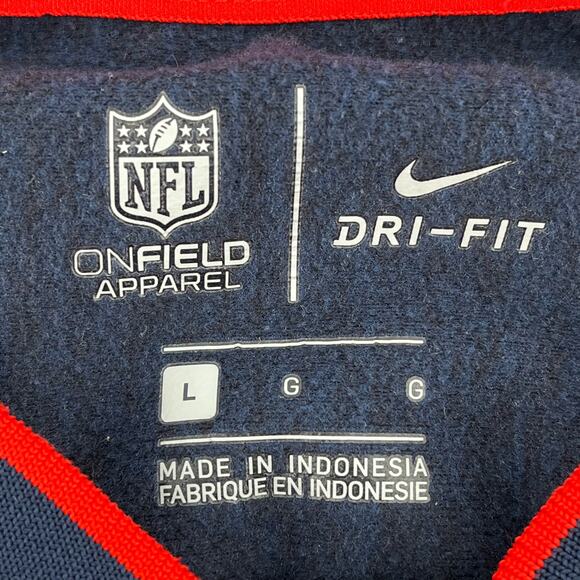 NFL
ONFIELD
APPAREL
DRI-FIT
L G G
MADE IN INDONESIA
FABRIQUE EN INDONESIE